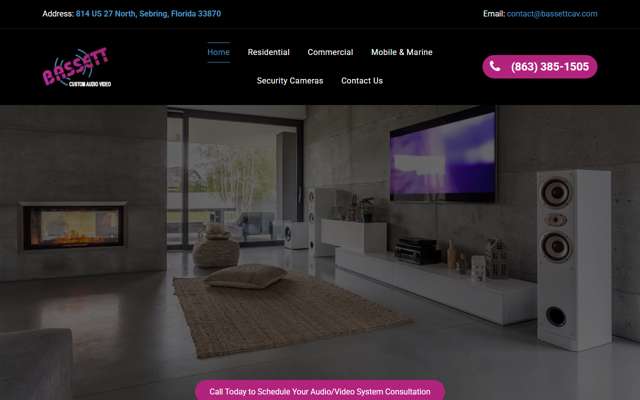 Address: 814 US 27 North, Sebring, Florida 33870
Email: contact@bassettcav.com
BASSETT
CUSTOM AUDIO VIDEO
Home
Residential
Commercial
Mobile & Marine
(863) 385-1505
Security Cameras
Contact Us
Call Today to Schedule Your Audio/Video System Consultation